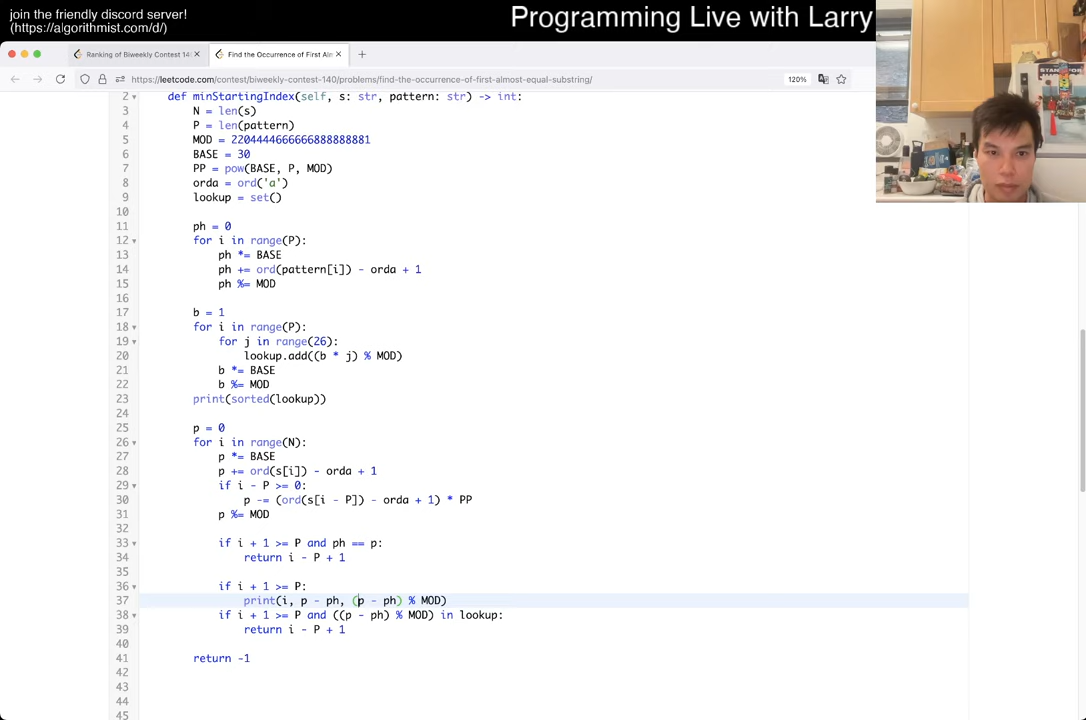 join the friendly discord server!
(https://algorithmist.com/d/)
Programming Live with Larry
Ranking of Biweekly Contest 14
Find the Occurrence of First Alm
https://leetcode.com/contest/biweekly-contest-140/problems/find-the-occurrence-of-first-almost-equal-substring/
120%
2 def minStartingIndex(self, s: str, pattern: str) -> int:
3 N = len(s)
4 P = len(pattern)
5 MOD = 2204444666666888888881
6 BASE = 30
7 PP = pow(BASE, P, MOD)
8 orda = ord('a')
9 lookup = set()
10
11 ph = 0
12 for i in range(P):
13 ph *= BASE
14 ph += ord(pattern[i]) - orda + 1
15 ph %= MOD
16
17 b = 1
18 for i in range(P):
19 for j in range(26):
20 lookup.add((b * j) % MOD)
21 b *= BASE
22 b %= MOD
23 print(sorted(lookup))
24
25 p = 0
26 for i in range(N):
27 p *= BASE
28 p += ord(s[i]) - orda + 1
29 if i - P >= 0:
30 p -= (ord(s[i - P]) - orda + 1) * PP
31 p %= MOD
32
33 if i + 1 >= P and ph == p:
34 return i - P + 1
35
36 if i + 1 >= P:
37 print(i, p - ph, (p - ph) % MOD)
38 if i + 1 >= P and ((p - ph) % MOD) in lookup:
39 return i - P + 1
40
41 return -1
42
43
44
45